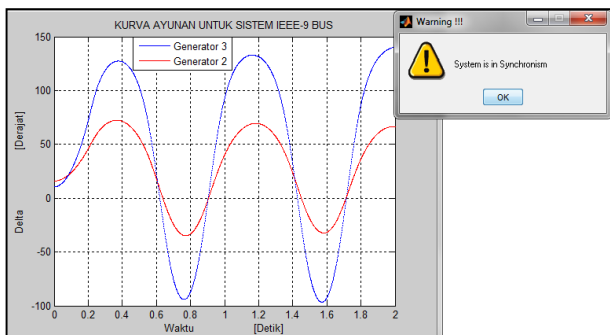 KURVA AYUNAN UNTUK SISTEM IEEE-9 BUS
Generator 3
Generator 2
150
100
50
0
-50
-100
[Derajat]
Delta
0 0.2 0.4 0.6 0.8 1 1.2 1.4 1.6 1.8 2
Waktu [Detik]
Warning !!!
System is in Synchronism
OK